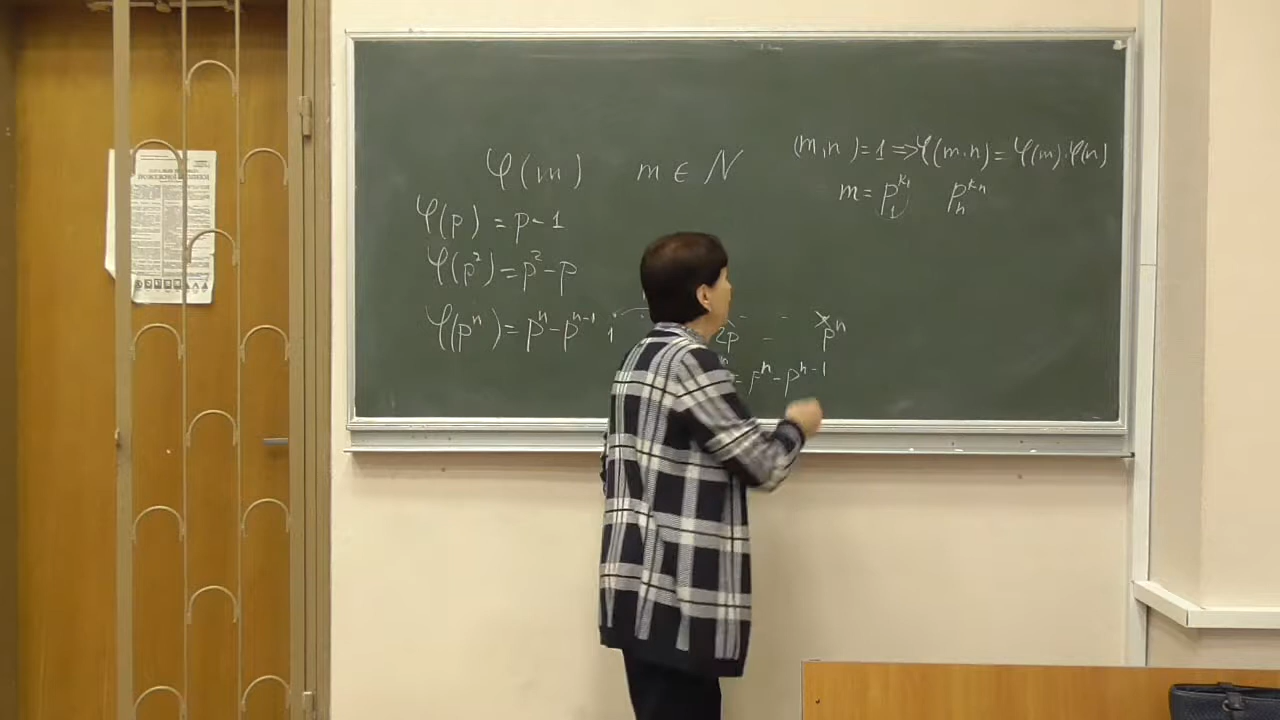 φ(m) m ∈ N
φ(p) = p - 1
φ(p²) = p² - p
φ(pⁿ) = pⁿ - pⁿ⁻¹
1 2p - pⁿ
= pⁿ - pⁿ⁻¹
(m,n) = 1 ⇒ φ(m·n) = φ(m)·φ(n)
m = p₁^k₁ pₙ^kₙ